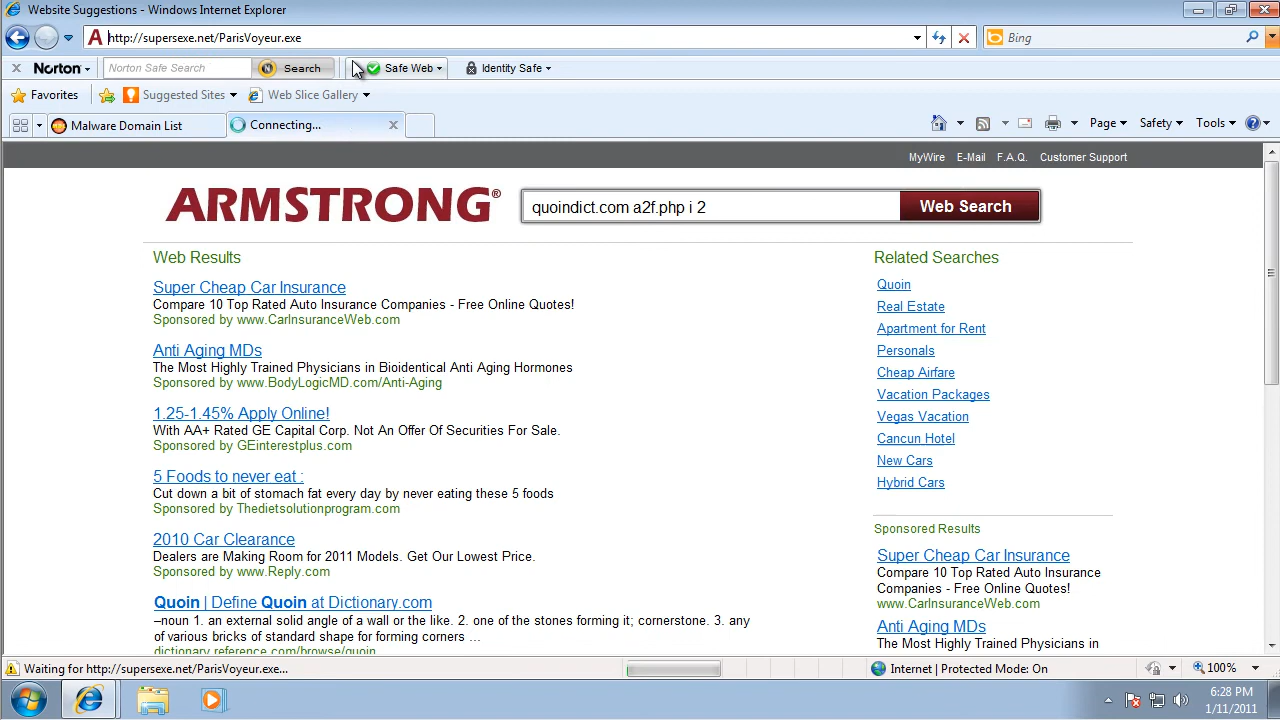 Website Suggestions - Windows Internet Explorer
http://supersexe.net/ParisVoyeur.exe
Bing
Norton
Norton Safe Search
Search
Safe Web
Identity Safe
Favorites
Suggested Sites
Web Slice Gallery
Malware Domain List
Connecting...
Page
Safety
Tools
MyWire
E-Mail
F.A.Q.
Customer Support
ARMSTRONG®
quoindict.com a2f.php i 2
Web Search
Web Results
Super Cheap Car Insurance
Compare 10 Top Rated Auto Insurance Companies - Free Online Quotes!
Sponsored by www.CarInsuranceWeb.com
Anti Aging MDs
The Most Highly Trained Physicians in Bioidentical Anti Aging Hormones
Sponsored by www.BodyLogicMD.com/Anti-Aging
1.25-1.45% Apply Online!
With AA+ Rated GE Capital Corp. Not An Offer Of Securities For Sale.
Sponsored by GEinterestplus.com
5 Foods to never eat :
Cut down a bit of stomach fat every day by never eating these 5 foods
Sponsored by Thedietsolutionprogram.com
2010 Car Clearance
Dealers are Making Room for 2011 Models. Get Our Lowest Price.
Sponsored by www.Reply.com
Quoin | Define Quoin at Dictionary.com
–noun 1. an external solid angle of a wall or the like. 2. one of the stones forming it; cornerstone. 3. any
of various bricks of standard shape for forming corners ...
dictionary.reference.com/browse/quoin
Related Searches
Quoin
Real Estate
Apartment for Rent
Personals
Cheap Airfare
Vacation Packages
Vegas Vacation
Cancun Hotel
New Cars
Hybrid Cars
Sponsored Results
Super Cheap Car Insurance
Compare 10 Top Rated Auto Insurance
Companies - Free Online Quotes!
www.CarInsuranceWeb.com
Anti Aging MDs
The Most Highly Trained Physicians in
Waiting for http://supersexe.net/ParisVoyeur.exe...
Internet | Protected Mode: On
100%
6:28 PM
1/11/2011